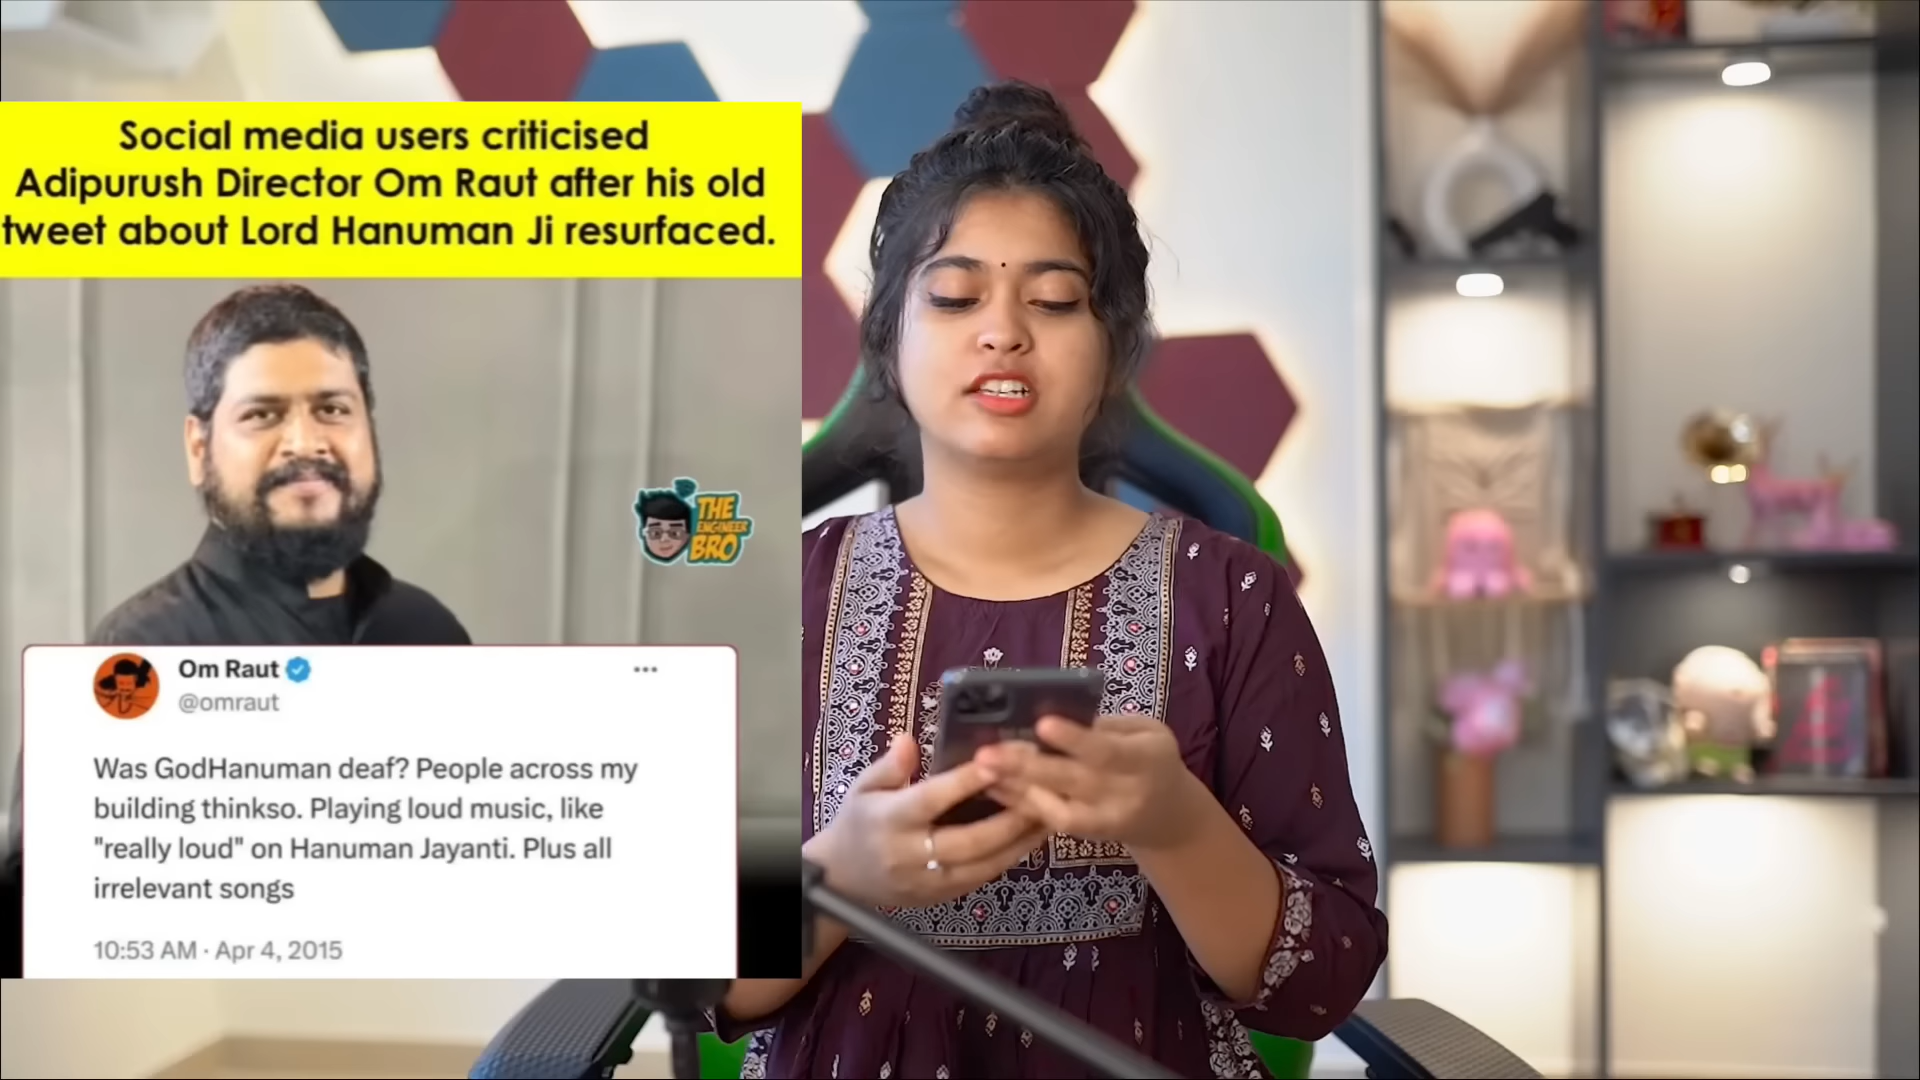 Social media users criticised
Adipurush Director Om Raut after his old
tweet about Lord Hanuman Ji resurfaced.
THE
ENGINEER
BRO
Om Raut
@omraut
Was GodHanuman deaf? People across my
building thinkso. Playing loud music, like
"really loud" on Hanuman Jayanti. Plus all
irrelevant songs
10:53 AM · Apr 4, 2015